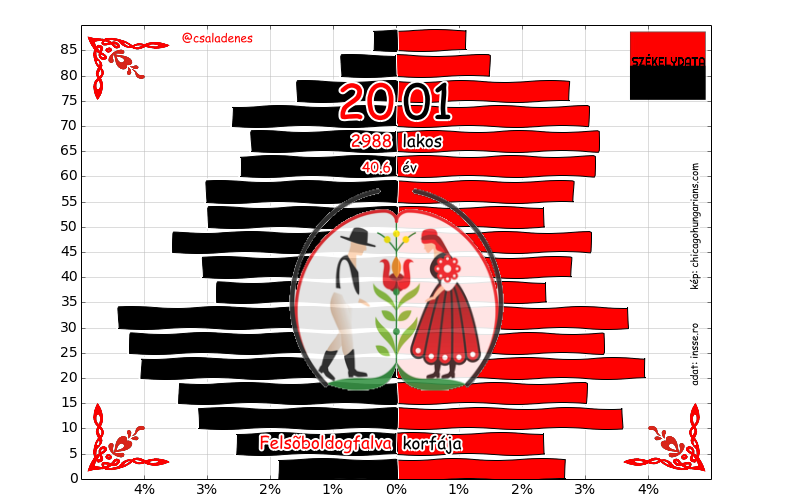 @csaladenes
SZÉKELYDATA
2001
2988 lakos
40.6 év
kép: chicagohungarians.com
adat: insse.ro
Felsõboldogfalva korfája
85
80
75
70
65
60
55
50
45
40
35
30
25
20
15
10
5
0
4% 3% 2% 1% 0% 1% 2% 3% 4%